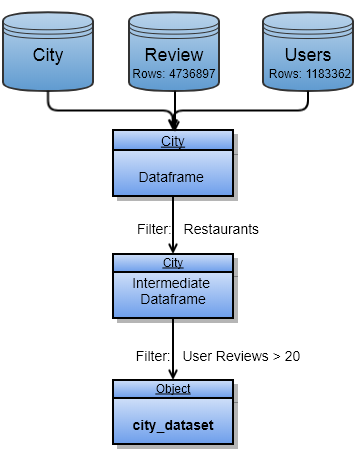 City
Review
Rows: 4736897
Users
Rows: 1183362
City
Dataframe
Filter: Restaurants
City
Intermediate
Dataframe
Filter: User Reviews > 20
Object
city_dataset